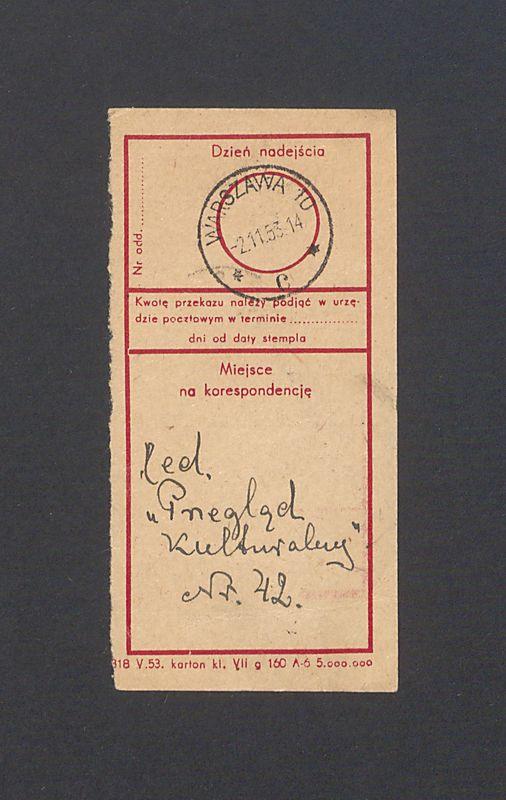 Dzień nadejścia
WARSZAWA 10
-2.11.53.14
* c *
Nr odd. ............
Kwotę przekazu należy podjąć w urzę-
dzie pocztowym w terminie ................
dni od daty stempla
Miejsce
na korespondencję
Red.
„Przegląd
Kulturalny"
Nr. 42.
318 V.53. karton kl. VII g 160 A-6 5.000.000